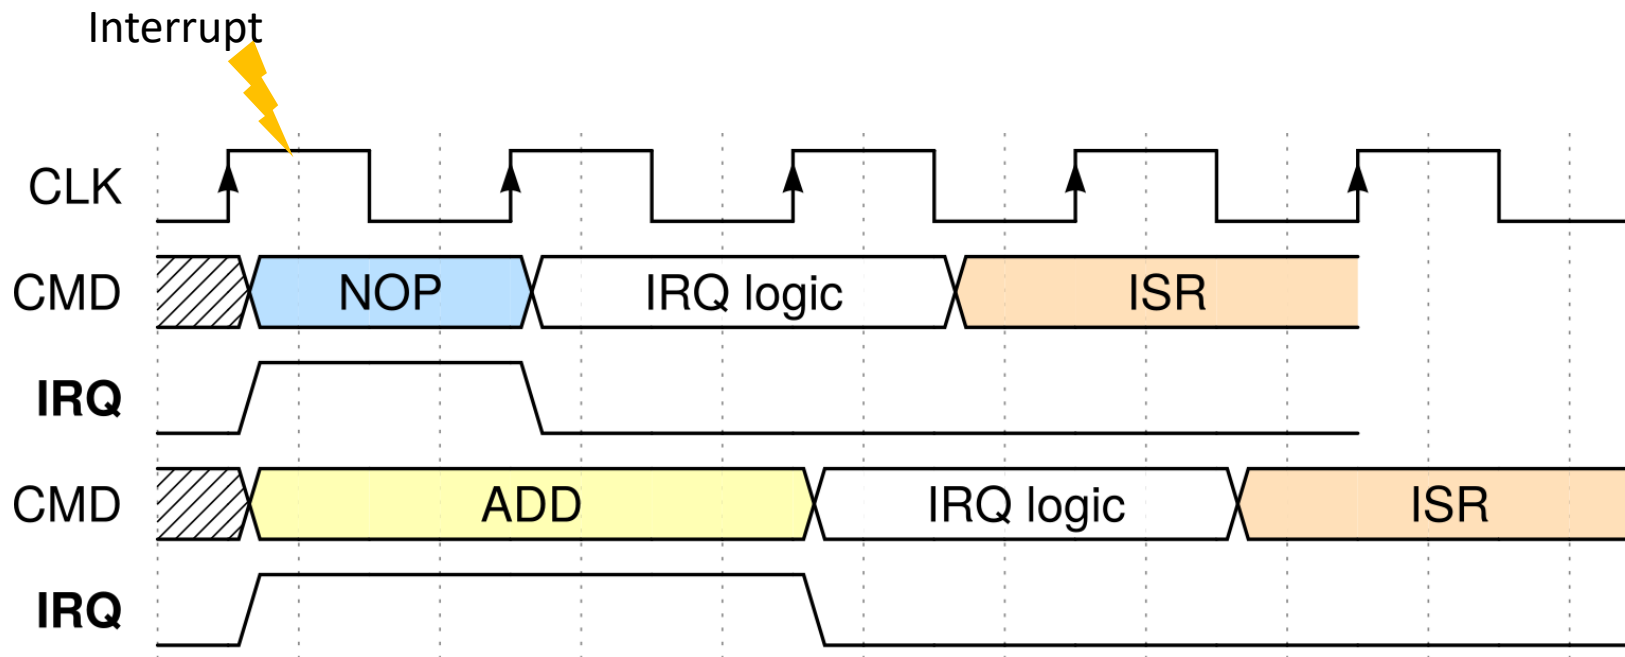 Interrupt
CLK
CMD NOP IRQ logic ISR
IRQ
CMD ADD IRQ logic ISR
IRQ